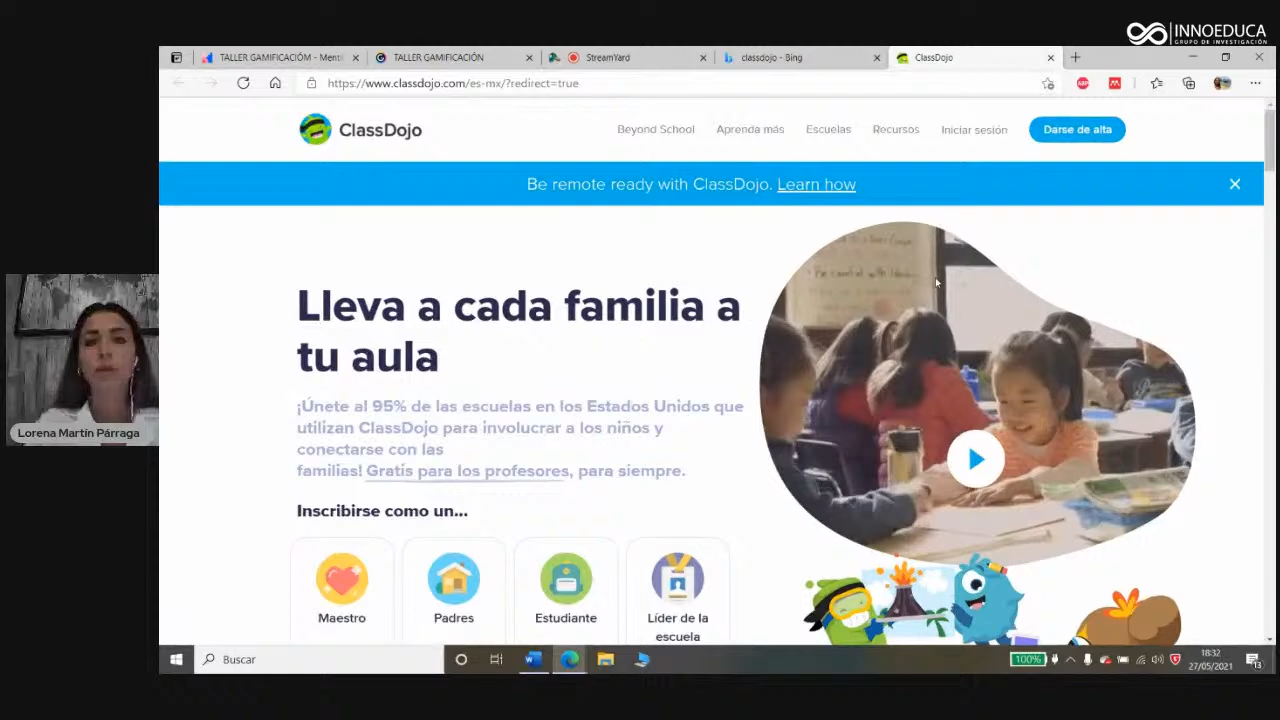 INNOEDUCA
GRUPO DE INVESTIGACIÓN
TALLER GAMIFICACIÓM - Menti
TALLER GAMIFICACIÓN
StreamYard
classdojo - Bing
ClassDojo
https://www.classdojo.com/es-mx/?redirect=true
ClassDojo
Beyond School
Aprenda más
Escuelas
Recursos
Iniciar sesión
Darse de alta
Be remote ready with ClassDojo. Learn how
Lleva a cada familia a
tu aula
¡Únete al 95% de las escuelas en los Estados Unidos que
utilizan ClassDojo para involucrar a los niños y
conectarse con las
familias! Gratis para los profesores, para siempre.
Inscribirse como un...
Maestro
Padres
Estudiante
Líder de la
escuela
Lorena Martín Párraga
Buscar
100%
18:32
27/05/2021